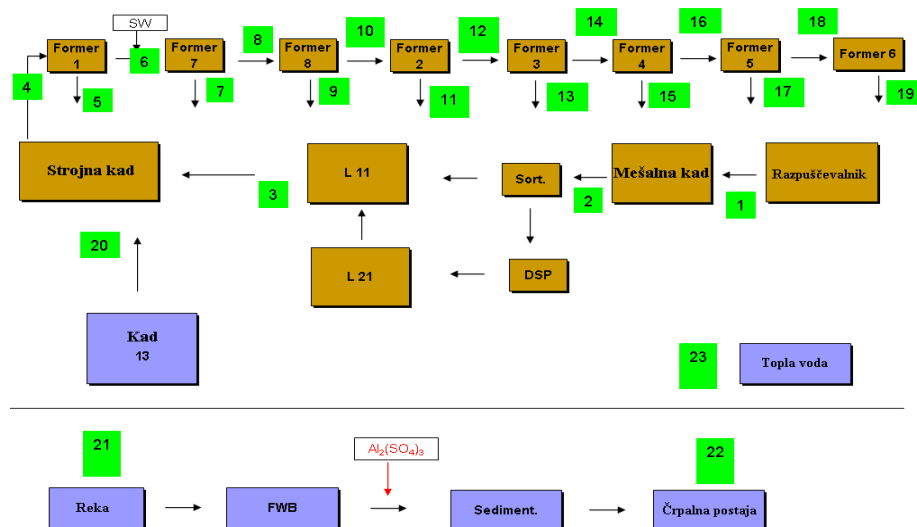 SW
Former
1
6
Former
7
8
Former
8
10
Former
2
12
Former
3
14
Former
4
16
Former
5
18
Former 6
4
5
7
9
11
13
15
17
19
Strojna kad
3
L 11
Sort.
2
Mešalna kad
1
Razpuščevalnik
20
L 21
DSP
Kad
13
23
Topla voda
21
Al₂(SO₄)₃
22
Reka
FWB
Sediment.
Črpalna postaja